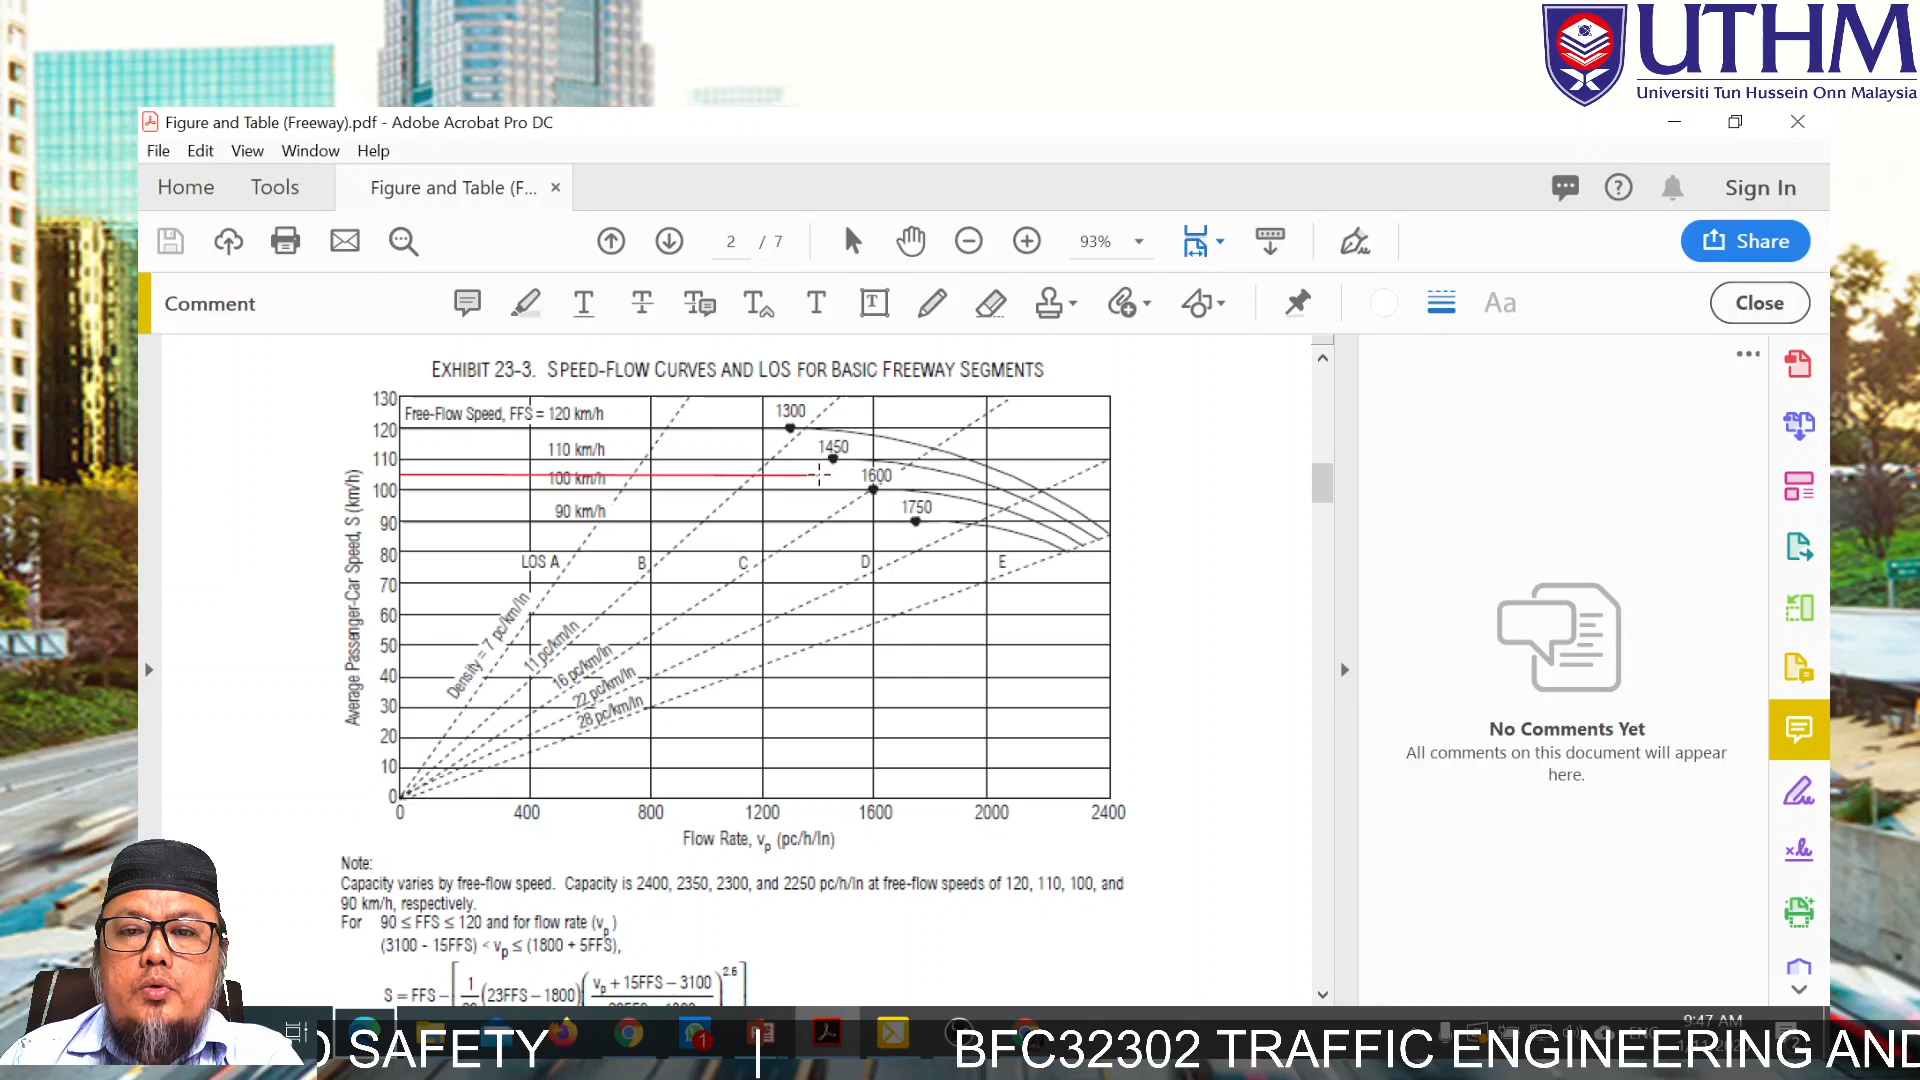 UTHM
Universiti Tun Hussein Onn Malaysia
Figure and Table (Freeway).pdf - Adobe Acrobat Pro DC
File Edit View Window Help
Home Tools Figure and Table (F... ×
Sign In
2 / 7
93%
Share
Comment
Aa
Close
EXHIBIT 23-3. SPEED-FLOW CURVES AND LOS FOR BASIC FREEWAY SEGMENTS
130
120
110
100
90
80
70
60
50
40
30
20
10
0
Average Passenger-Car Speed, S (km/h)
Free-Flow Speed, FFS = 120 km/h
110 km/h
100 km/h
90 km/h
1300
1450
1600
1750
LOS A B C D E
Density = 7 pc/km/ln
11 pc/km/ln
16 pc/km/ln
22 pc/km/ln
28 pc/km/ln
0 400 800 1200 1600 2000 2400
Flow Rate, vp (pc/h/ln)
Note:
Capacity varies by free-flow speed. Capacity is 2400, 2350, 2300, and 2250 pc/h/ln at free-flow speeds of 120, 110, 100, and
90 km/h, respectively.
For 90 ≤ FFS ≤ 120 and for flow rate (vp)
(3100 - 15FFS) < vp ≤ (1800 + 5FFS),
S = FFS – [ 1 (23FFS – 1800) ( vp + 15FFS – 3100 ) 2.6 ]
No Comments Yet
All comments on this document will appear
here.
9:47 AM
SAFETY | BFC32302 TRAFFIC ENGINEERING AND